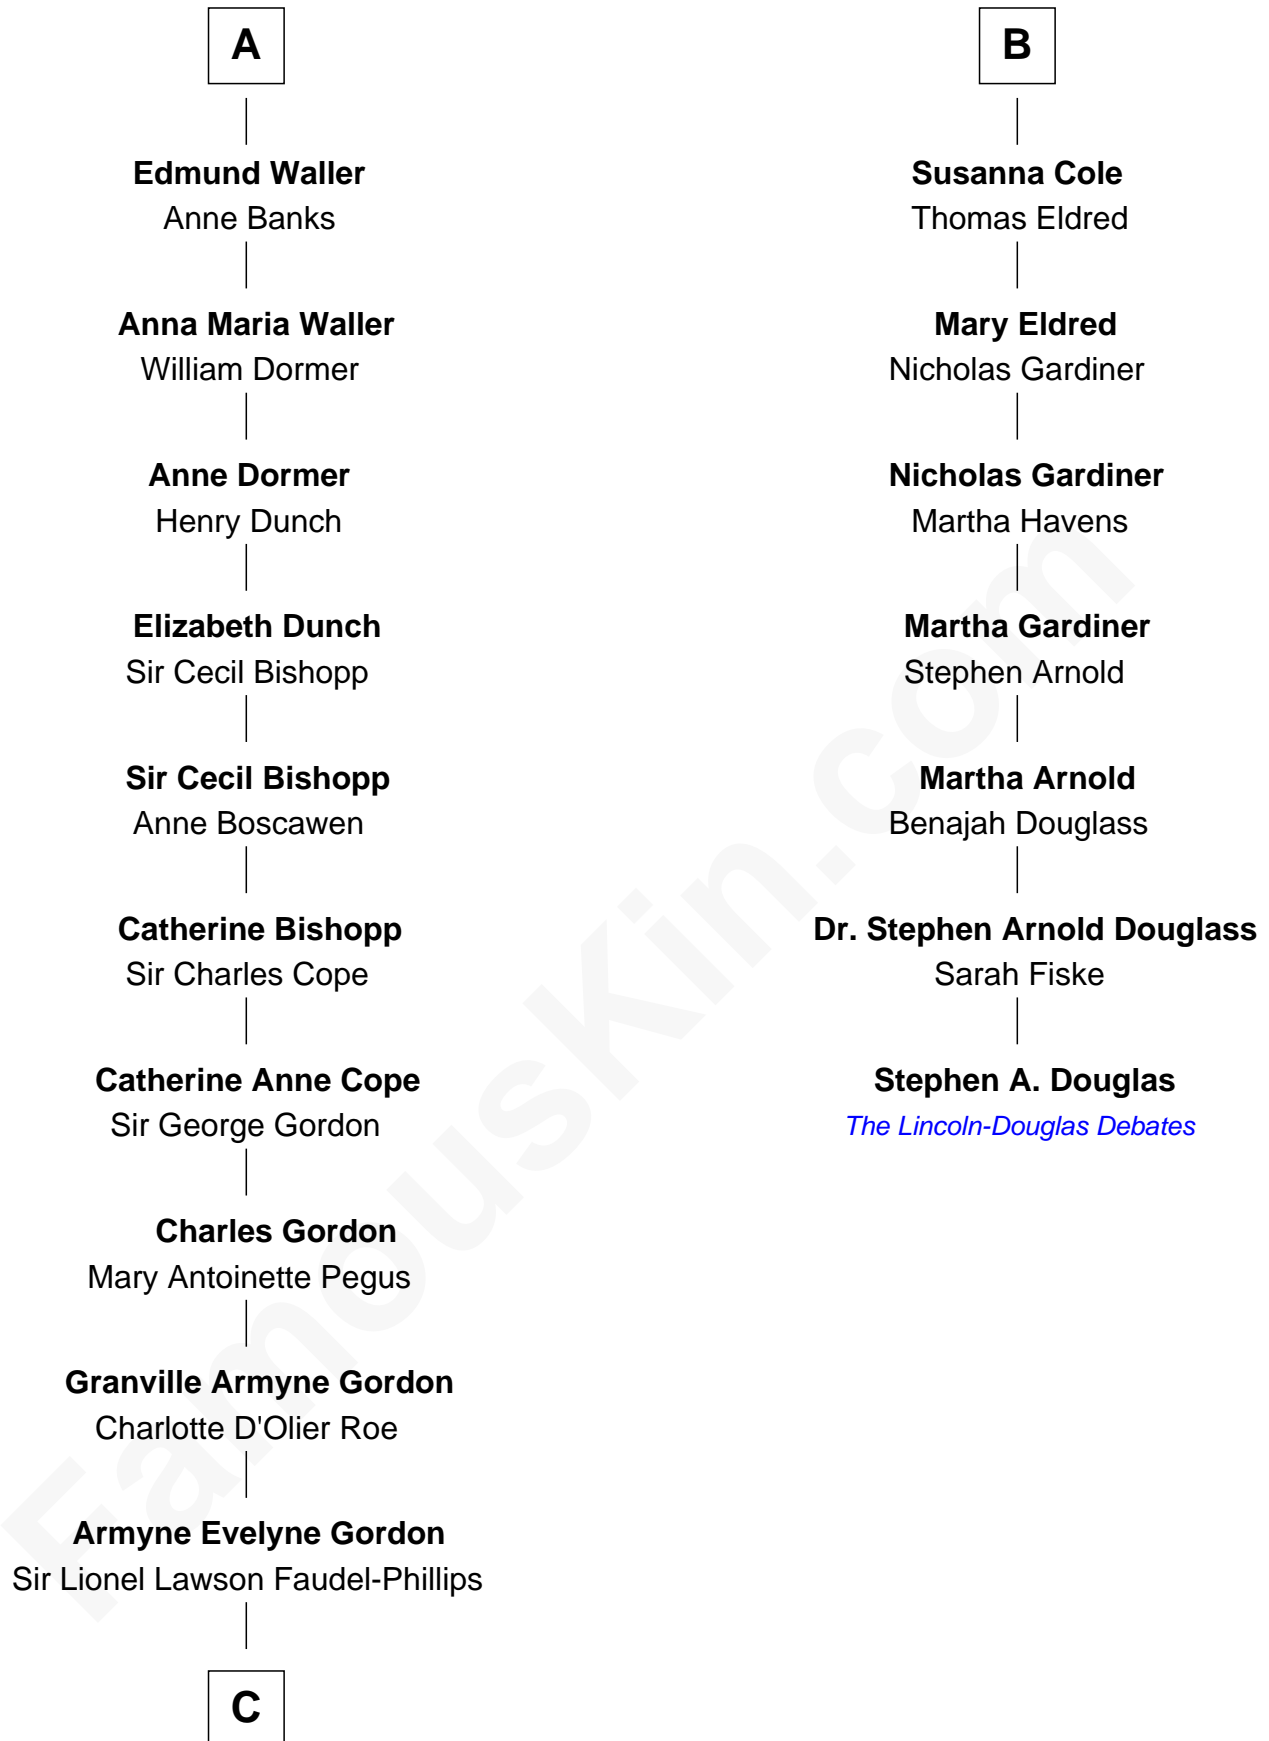 A
Edmund Waller
Anne Banks
Anna Maria Waller
William Dormer
Anne Dormer
Henry Dunch
Elizabeth Dunch
Sir Cecil Bishopp
Sir Cecil Bishopp
Anne Boscawen
Catherine Bishopp
Sir Charles Cope
Catherine Anne Cope
Sir George Gordon
Charles Gordon
Mary Antoinette Pegus
Granville Armyne Gordon
Charlotte D'Olier Roe
Armyne Evelyne Gordon
Sir Lionel Lawson Faudel-Phillips
C
B
Susanna Cole
Thomas Eldred
Mary Eldred
Nicholas Gardiner
Nicholas Gardiner
Martha Havens
Martha Gardiner
Stephen Arnold
Martha Arnold
Benajah Douglass
Dr. Stephen Arnold Douglass
Sarah Fiske
Stephen A. Douglas
The Lincoln-Douglas Debates
FamousKin.com